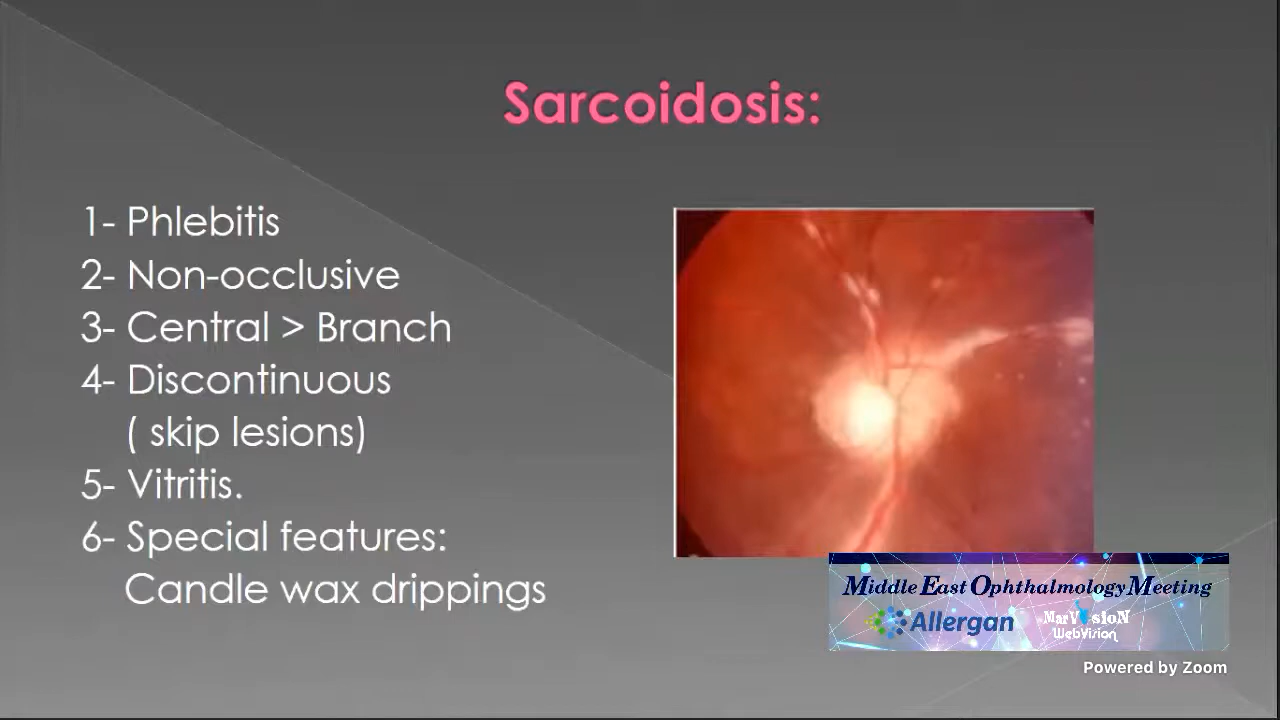 Sarcoidosis:
1- Phlebitis
2- Non-occlusive
3- Central > Branch
4- Discontinuous
( skip lesions)
5- Vitritis.
6- Special features:
Candle wax drippings
Middle East Ophthalmology Meeting
Allergan
MarVisioN
WebVision
Powered by Zoom